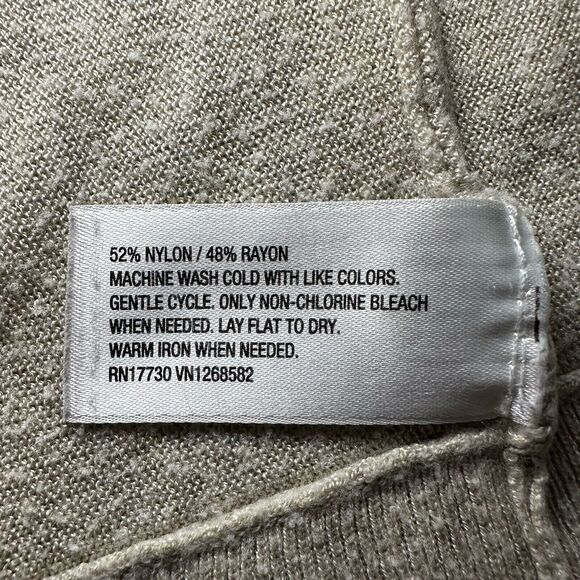 52% NYLON / 48% RAYON
MACHINE WASH COLD WITH LIKE COLORS.
GENTLE CYCLE. ONLY NON-CHLORINE BLEACH
WHEN NEEDED. LAY FLAT TO DRY.
WARM IRON WHEN NEEDED.
RN17730 VN1268582